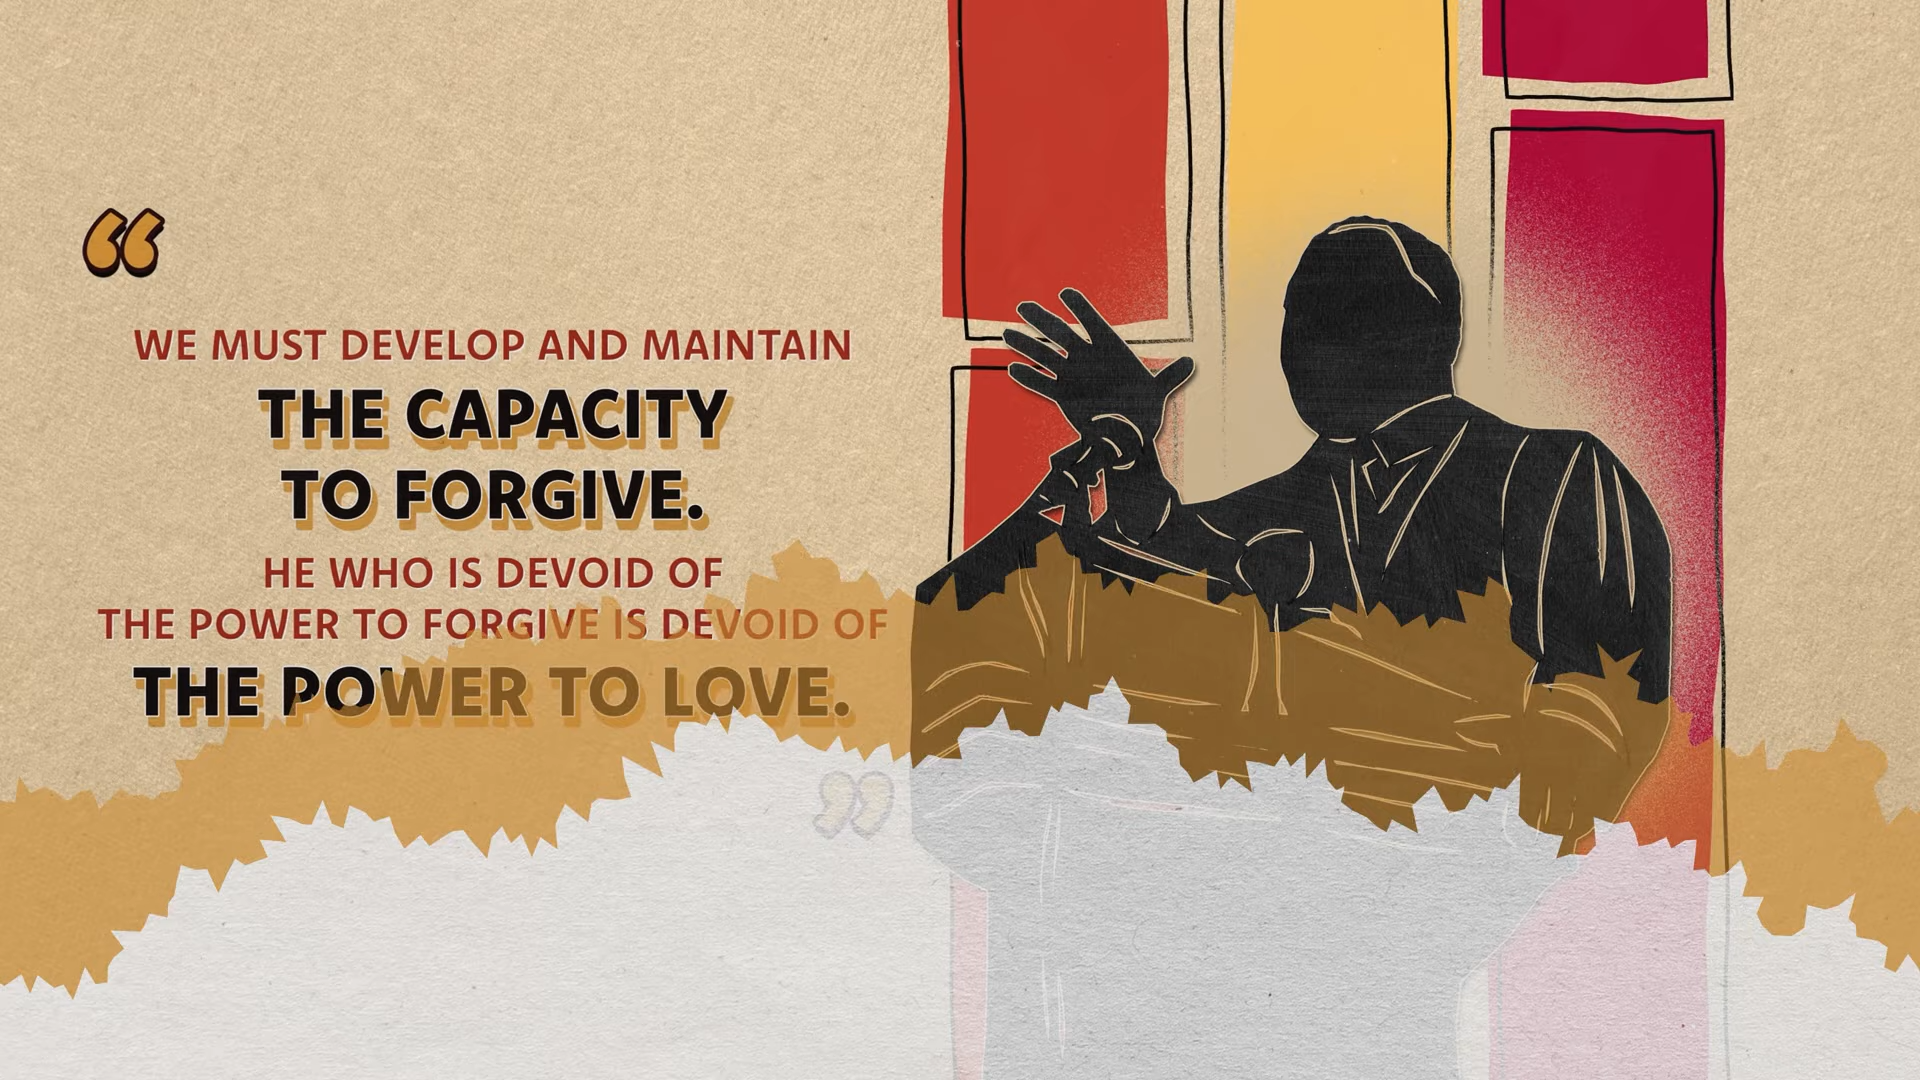 “
WE MUST DEVELOP AND MAINTAIN
THE CAPACITY
TO FORGIVE.
HE WHO IS DEVOID OF
THE POWER TO FORGIVE IS DEVOID OF
THE POWER TO LOVE.
”